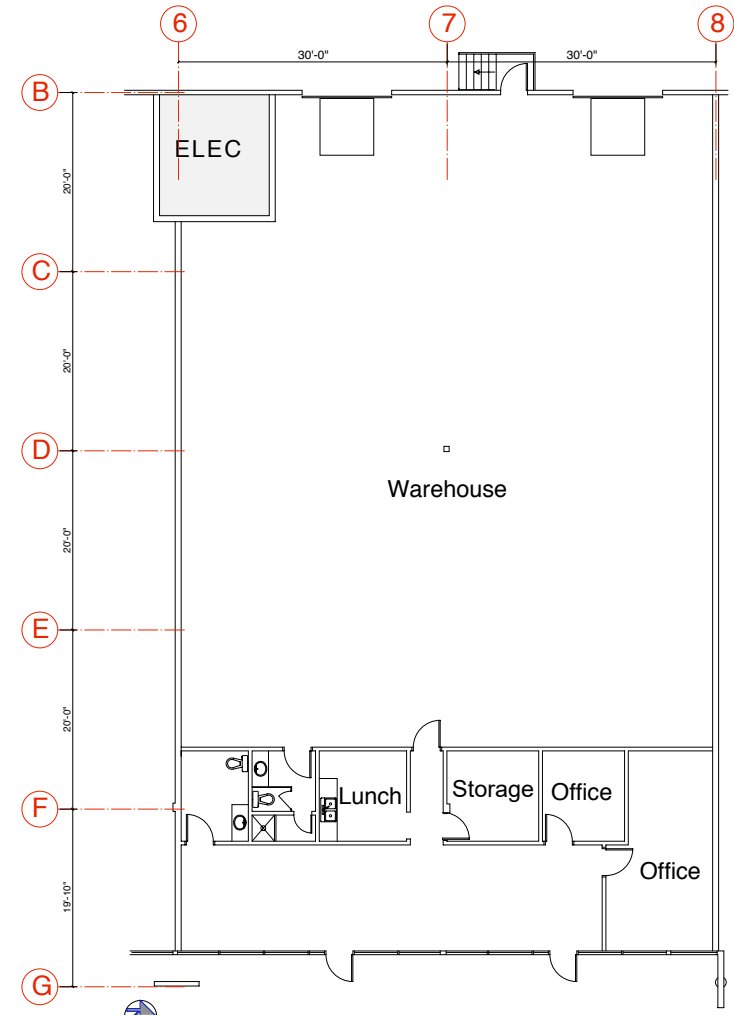 6
7
8
30'-0"
30'-0"
B
ELEC
20'-0"
C
20'-0"
D
Warehouse
20'-0"
E
20'-0"
Lunch
Storage
Office
F
Office
19'-10"
G